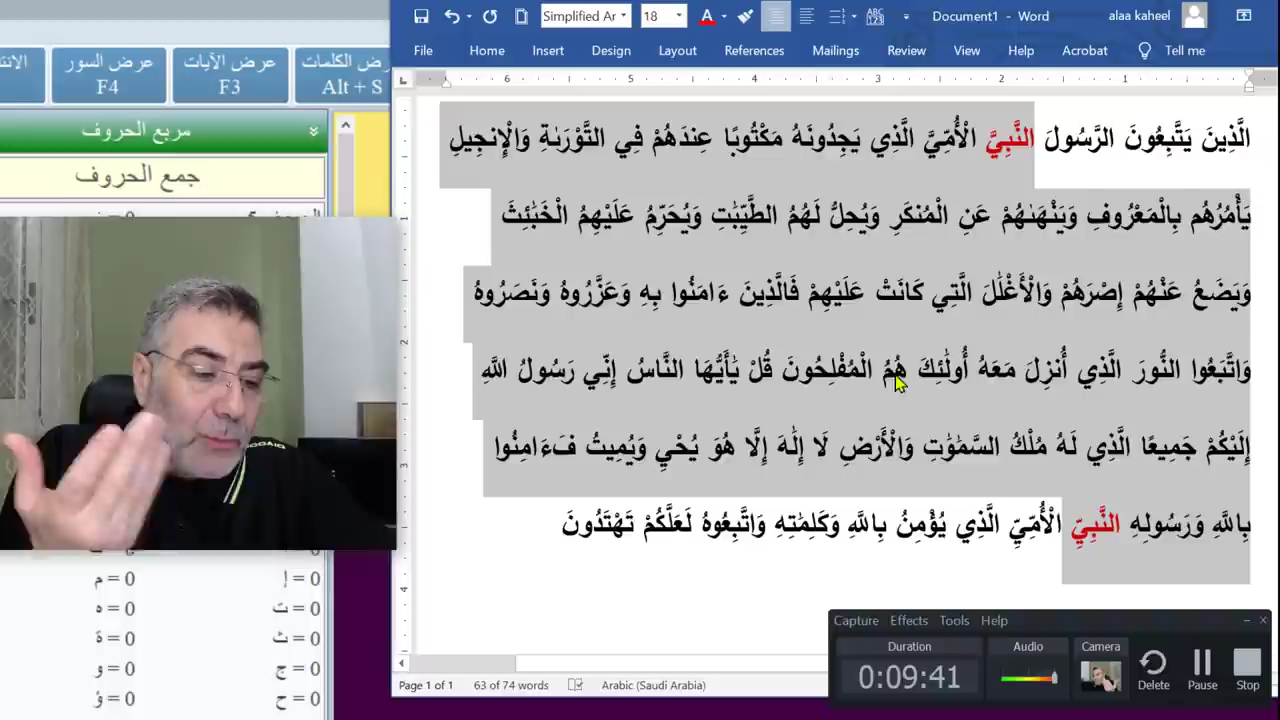 Simplified Ar
18
Document1 - Word
alaa kaheel
File Home Insert Design Layout References Mailings Review View Help Acrobat Tell me
عرض السور
F4
عرض الآيات
F3
Alt + S
مربع الحروف
جمع الحروف
6 5 4 3 2 1
الَّذِينَ يَتَّبِعُونَ الرَّسُولَ النَّبِيَّ الْأُمِّيَّ الَّذِي يَجِدُونَهُ مَكْتُوبًا عِندَهُمْ فِي التَّوْرَىٰةِ وَالْإِنجِيلِ
يَأْمُرُهُم بِالْمَعْرُوفِ وَيَنْهَىٰهُمْ عَنِ الْمُنكَرِ وَيُحِلُّ لَهُمُ الطَّيِّبَٰتِ وَيُحَرِّمُ عَلَيْهِمُ الْخَبَٰئِثَ
وَيَضَعُ عَنْهُمْ إِصْرَهُمْ وَالْأَغْلَٰلَ الَّتِي كَانَتْ عَلَيْهِمْ فَالَّذِينَ ءَامَنُوا بِهِ وَعَزَّرُوهُ وَنَصَرُوهُ
وَاتَّبَعُوا النُّورَ الَّذِي أُنزِلَ مَعَهُ أُولَٰئِكَ هُمُ الْمُفْلِحُونَ قُلْ يَٰأَيُّهَا النَّاسُ إِنِّي رَسُولُ اللَّهِ
إِلَيْكُمْ جَمِيعًا الَّذِي لَهُ مُلْكُ السَّمَٰوَٰتِ وَالْأَرْضِ لَا إِلَٰهَ إِلَّا هُوَ يُحْيِ وَيُمِيتُ فَءَامِنُوا
بِاللَّهِ وَرَسُولِهِ النَّبِيِّ الْأُمِّيِّ الَّذِي يُؤْمِنُ بِاللَّهِ وَكَلِمَٰتِهِ وَاتَّبِعُوهُ لَعَلَّكُمْ تَهْتَدُونَ
إ = 0 م = 0
ت = 0 ه = 0
ث = 0 ة = 0
ج = 0 و = 0
ح = 0 ؤ = 0
Capture Effects Tools Help
Duration
0:09:41
Audio
Camera
Delete
Pause
Stop
Page 1 of 1 63 of 74 words Arabic (Saudi Arabia)